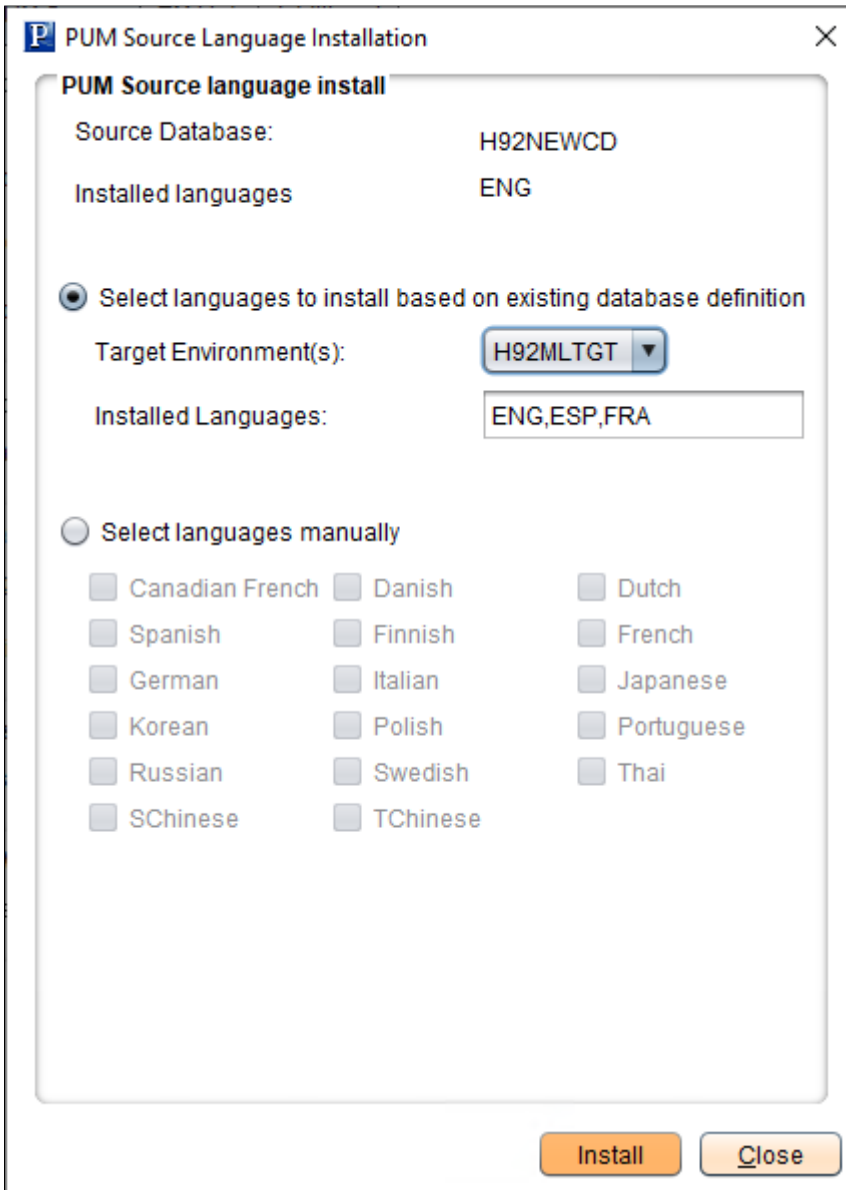 PUM Source Language Installation
PUM Source language install
Source Database: H92NEWCD
Installed languages ENG
Select languages to install based on existing database definition
Target Environment(s): H92MLTGT
Installed Languages: ENG,ESP,FRA
Select languages manually
Canadian French Danish Dutch
Spanish Finnish French
German Italian Japanese
Korean Polish Portuguese
Russian Swedish Thai
SChinese TChinese
Install Close